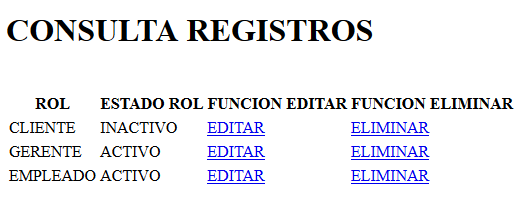 CONSULTA REGISTROS
ROL ESTADO ROL FUNCION EDITAR FUNCION ELIMINAR
CLIENTE INACTIVO EDITAR ELIMINAR
GERENTE ACTIVO EDITAR ELIMINAR
EMPLEADO ACTIVO EDITAR ELIMINAR